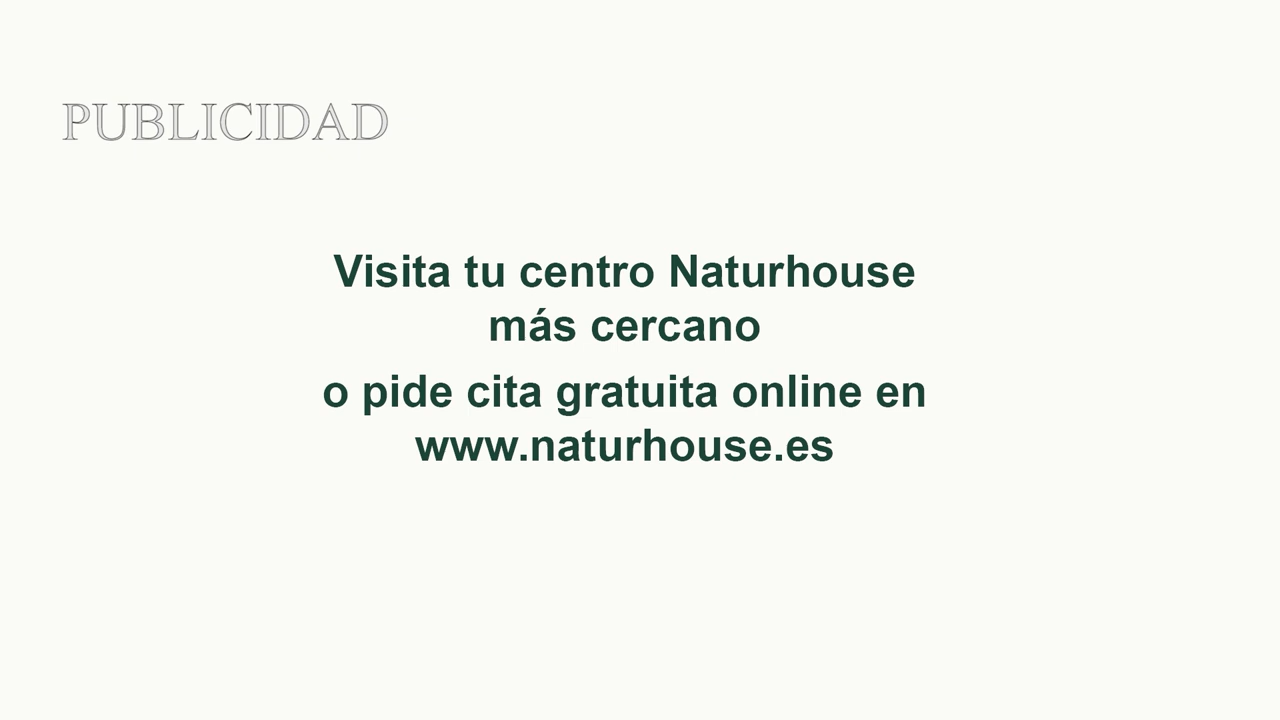 PUBLICIDAD
Visita tu centro Naturhouse
más cercano
o pide cita gratuita online en
www.naturhouse.es